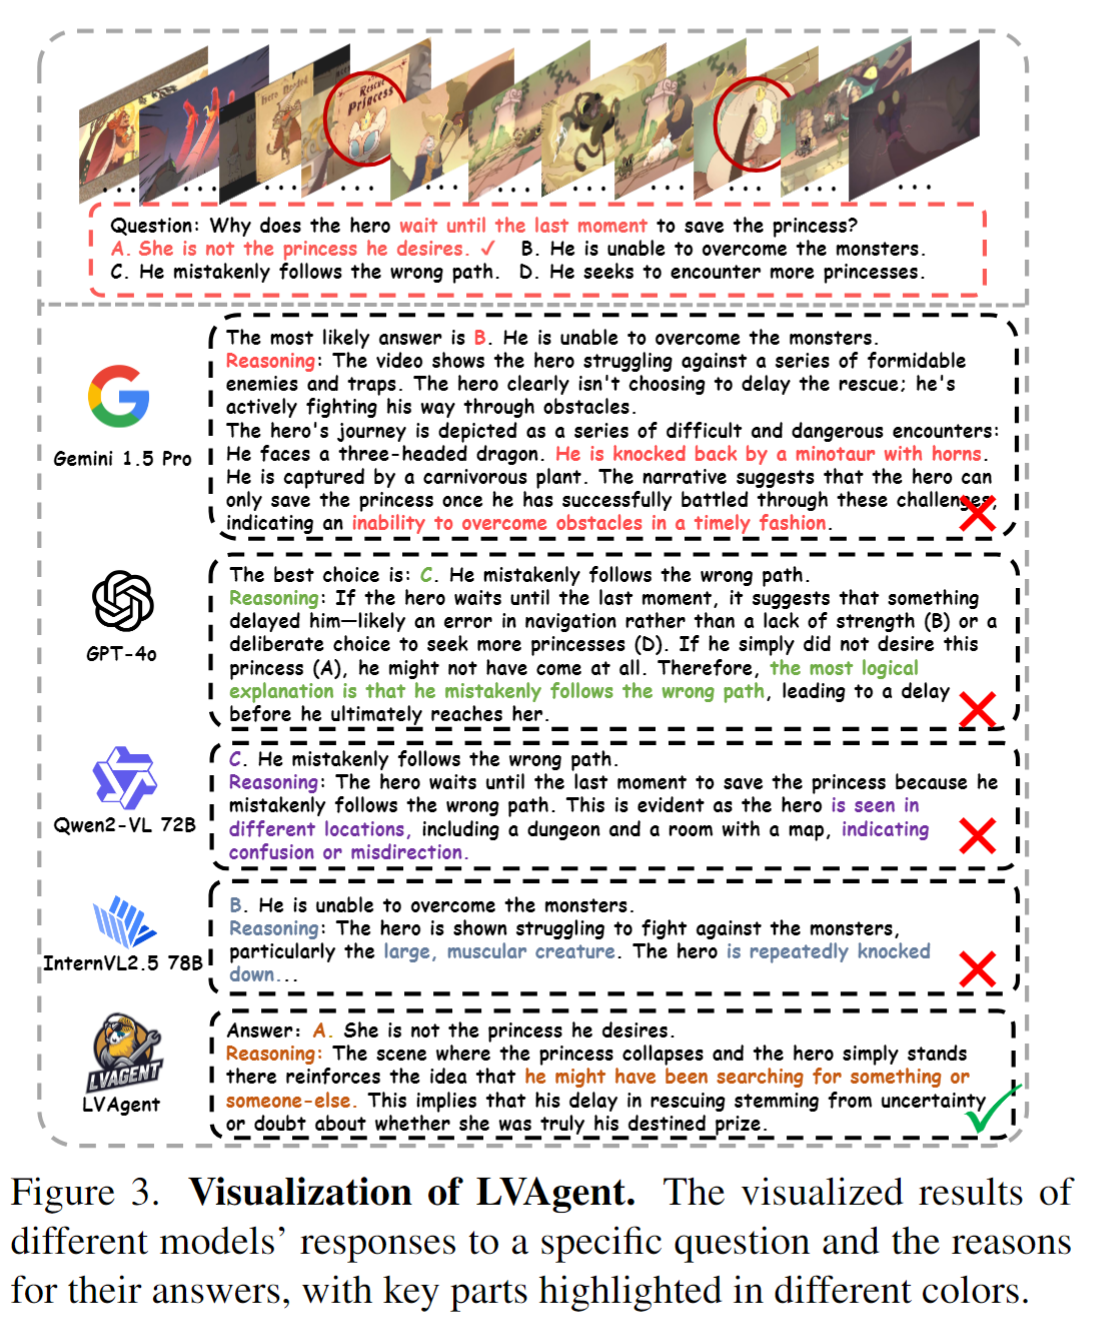 Hero Wanted
Rescue
Princess
... ... ... ... ... ... ... ... ... ...
Question: Why does the hero wait until the last moment to save the princess?
A. She is not the princess he desires. ✓ B. He is unable to overcome the monsters.
C. He mistakenly follows the wrong path. D. He seeks to encounter more princesses.
The most likely answer is B. He is unable to overcome the monsters.
Reasoning: The video shows the hero struggling against a series of formidable
enemies and traps. The hero clearly isn't choosing to delay the rescue; he's
actively fighting his way through obstacles.
The hero's journey is depicted as a series of difficult and dangerous encounters:
He faces a three-headed dragon. He is knocked back by a minotaur with horns.
He is captured by a carnivorous plant. The narrative suggests that the hero can
only save the princess once he has successfully battled through these challenges,
indicating an inability to overcome obstacles in a timely fashion.
Gemini 1.5 Pro
The best choice is: C. He mistakenly follows the wrong path.
Reasoning: If the hero waits until the last moment, it suggests that something
delayed him—likely an error in navigation rather than a lack of strength (B) or a
deliberate choice to seek more princesses (D). If he simply did not desire this
princess (A), he might not have come at all. Therefore, the most logical
explanation is that he mistakenly follows the wrong path, leading to a delay
before he ultimately reaches her.
GPT-4o
C. He mistakenly follows the wrong path.
Reasoning: The hero waits until the last moment to save the princess because he
mistakenly follows the wrong path. This is evident as the hero is seen in
different locations, including a dungeon and a room with a map, indicating
confusion or misdirection.
Qwen2-VL 72B
B. He is unable to overcome the monsters.
Reasoning: The hero is shown struggling to fight against the monsters,
particularly the large, muscular creature. The hero is repeatedly knocked
down...
InternVL2.5 78B
Answer: A. She is not the princess he desires.
Reasoning: The scene where the princess collapses and the hero simply stands
there reinforces the idea that he might have been searching for something or
someone-else. This implies that his delay in rescuing stemming from uncertainty
or doubt about whether she was truly his destined prize.
LVAGENT
LVAgent
Figure 3. Visualization of LVAgent. The visualized results of
different models' responses to a specific question and the reasons
for their answers, with key parts highlighted in different colors.